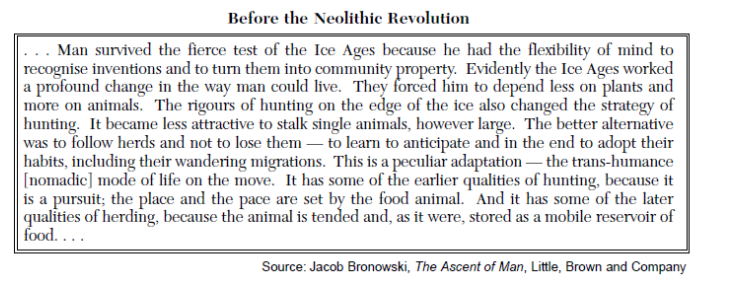 Before the Neolithic Revolution
. . . Man survived the fierce test of the Ice Ages because he had the flexibility of mind to
recognise inventions and to turn them into community property. Evidently the Ice Ages worked
a profound change in the way man could live. They forced him to depend less on plants and
more on animals. The rigours of hunting on the edge of the ice also changed the strategy of
hunting. It became less attractive to stalk single animals, however large. The better alternative
was to follow herds and not to lose them — to learn to anticipate and in the end to adopt their
habits, including their wandering migrations. This is a peculiar adaptation — the trans-humance
[nomadic] mode of life on the move. It has some of the earlier qualities of hunting, because it
is a pursuit; the place and the pace are set by the food animal. And it has some of the later
qualities of herding, because the animal is tended and, as it were, stored as a mobile reservoir of
food. . . .
Source: Jacob Bronowski, The Ascent of Man, Little, Brown and Company